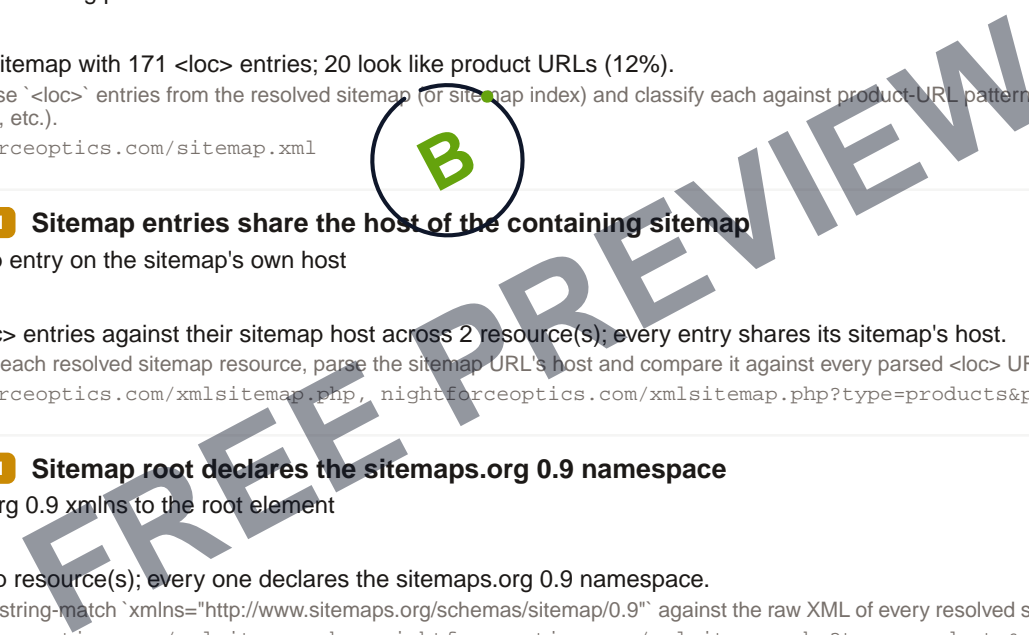 itemap with 171 <loc> entries; 20 look like product URLs (12%).
se `<loc>` entries from the resolved sitemap (or sitemap index) and classify each against product-URL pattern
, etc.).
rceoptics.com/sitemap.xml
B
Sitemap entries share the host of the containing sitemap
entry on the sitemap's own host
c> entries against their sitemap host across 2 resource(s); every entry shares its sitemap's host.
each resolved sitemap resource, parse the sitemap URL's host and compare it against every parsed <loc> UR
rceoptics.com/xmlsitemap.php, nightforceoptics.com/xmlsitemap.php?type=products&p
Sitemap root declares the sitemaps.org 0.9 namespace
rg 0.9 xmlns to the root element
resource(s); every one declares the sitemaps.org 0.9 namespace.
string-match `xmlns="http://www.sitemaps.org/schemas/sitemap/0.9"` against the raw XML of every resolved s
FREE PREVIEW